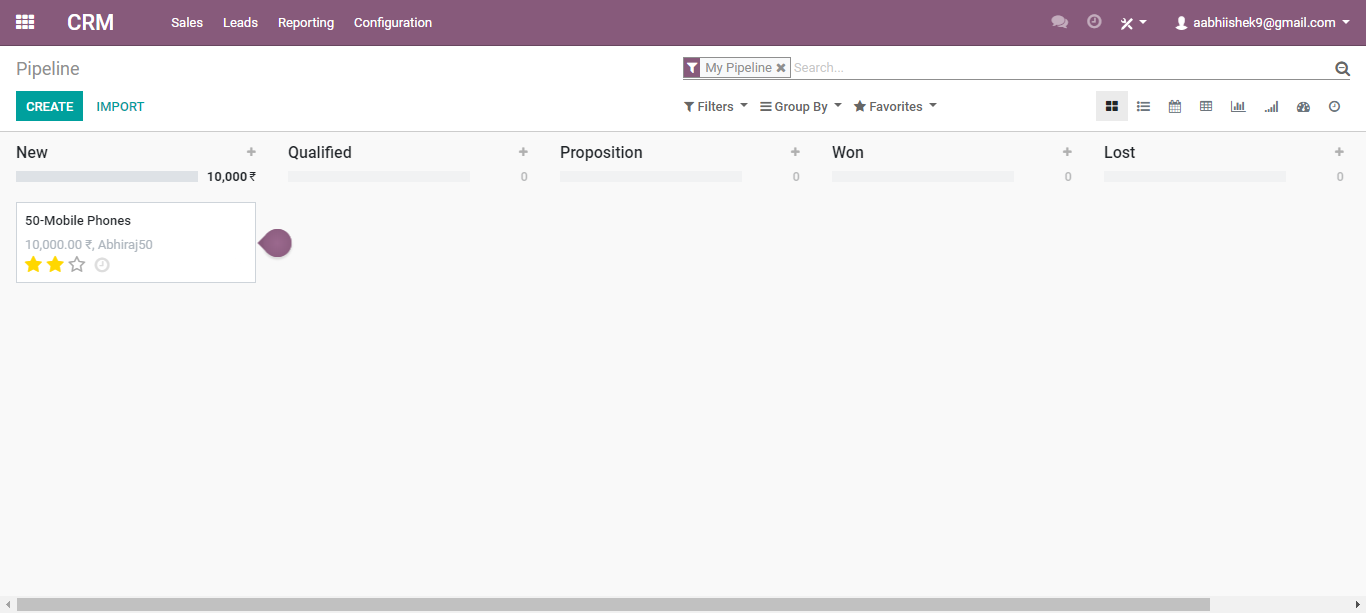 CRM Sales Leads Reporting Configuration aabhiishek9@gmail.com
Pipeline
My Pipeline Search...
CREATE IMPORT Filters Group By Favorites
New Qualified Proposition Won Lost
10,000 ₹ 0 0 0 0
50-Mobile Phones
10,000.00 ₹, Abhiraj50